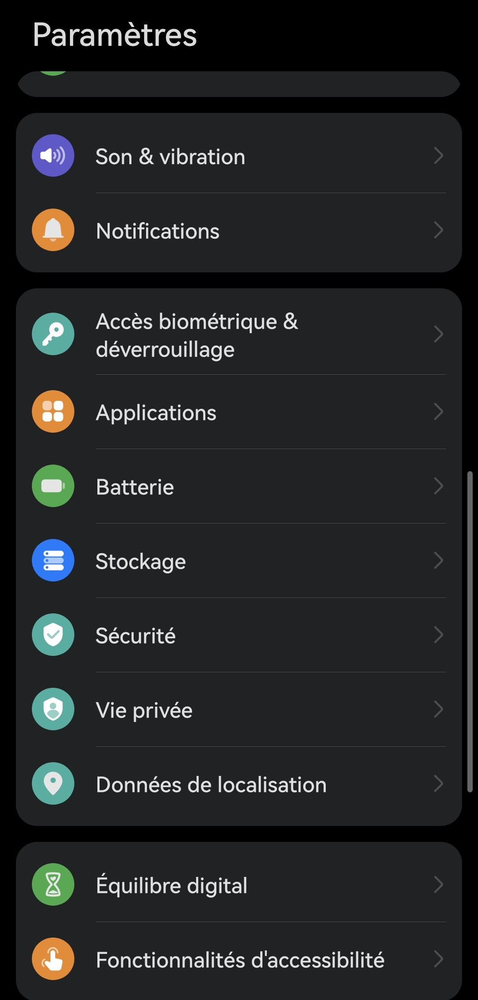 Paramètres
Son & vibration
Notifications
Accès biométrique &
déverrouillage
Applications
Batterie
Stockage
Sécurité
Vie privée
Données de localisation
Équilibre digital
Fonctionnalités d'accessibilité